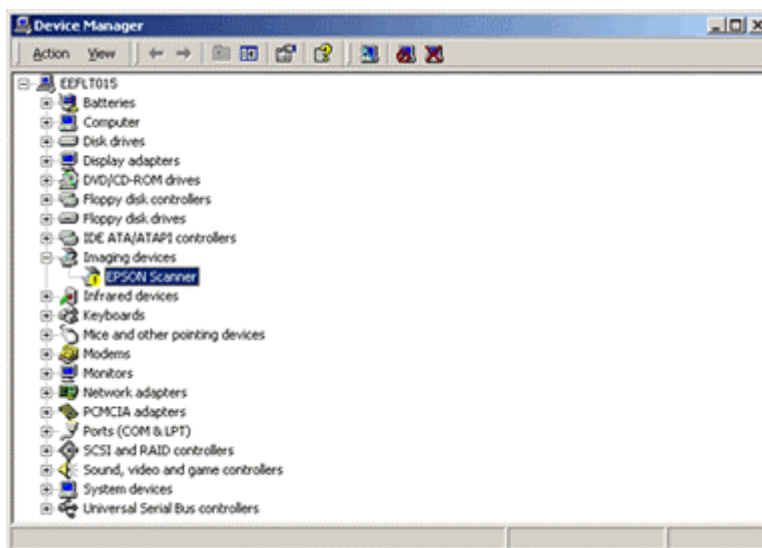 Device Manager
Action View
EEFLT015
Batteries
Computer
Disk drives
Display adapters
DVD/CD-ROM drives
Floppy disk controllers
Floppy disk drives
IDE ATA/ATAPI controllers
Imaging devices
EPSON Scanner
Infrared devices
Keyboards
Mice and other pointing devices
Modems
Monitors
Network adapters
PCMCIA adapters
Ports (COM & LPT)
SCSI and RAID controllers
Sound, video and game controllers
System devices
Universal Serial Bus controllers